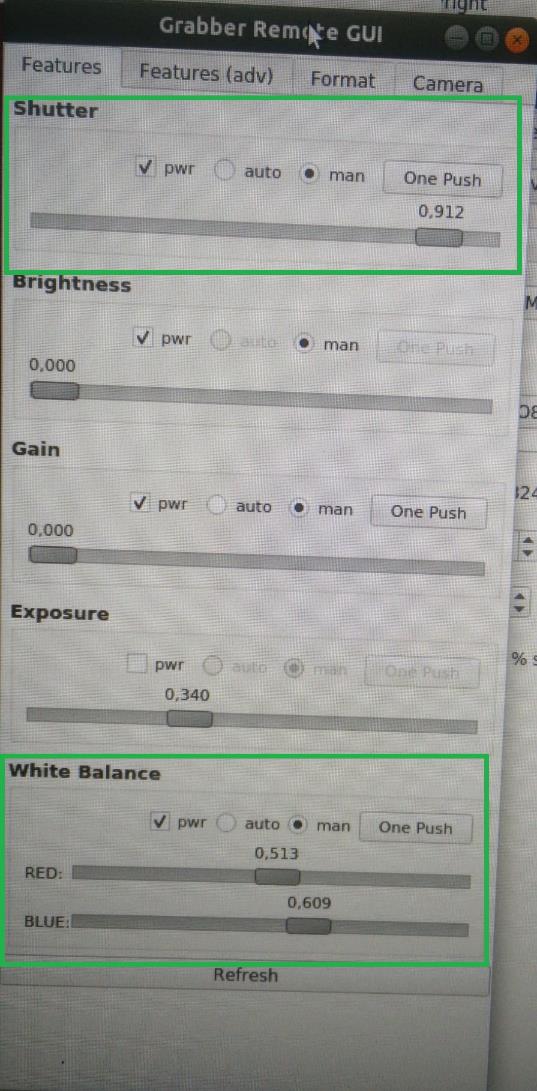 right
Grabber Remote GUI
Features Features (adv) Format Camera
Shutter
pwr auto man One Push
0,912
Brightness
pwr auto man One Push
0,000
Gain
pwr auto man One Push
0,000
Exposure
pwr auto man One Push
0,340
% s
White Balance
pwr auto man One Push
0,513
RED:
0,609
BLUE:
Refresh